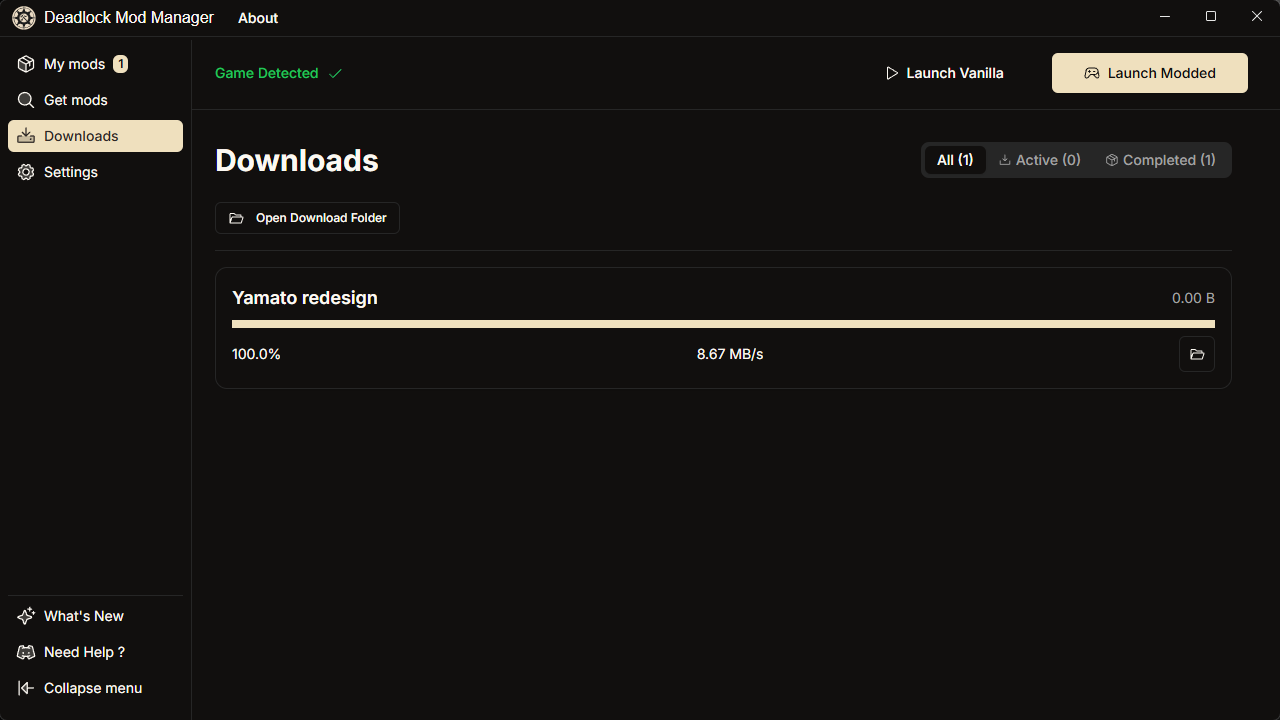 Deadlock Mod Manager About
My mods 1
Get mods
Downloads
Settings
What's New
Need Help ?
Collapse menu
Game Detected
Launch Vanilla
Launch Modded
Downloads
All (1) Active (0) Completed (1)
Open Download Folder
Yamato redesign 0.00 B
100.0% 8.67 MB/s